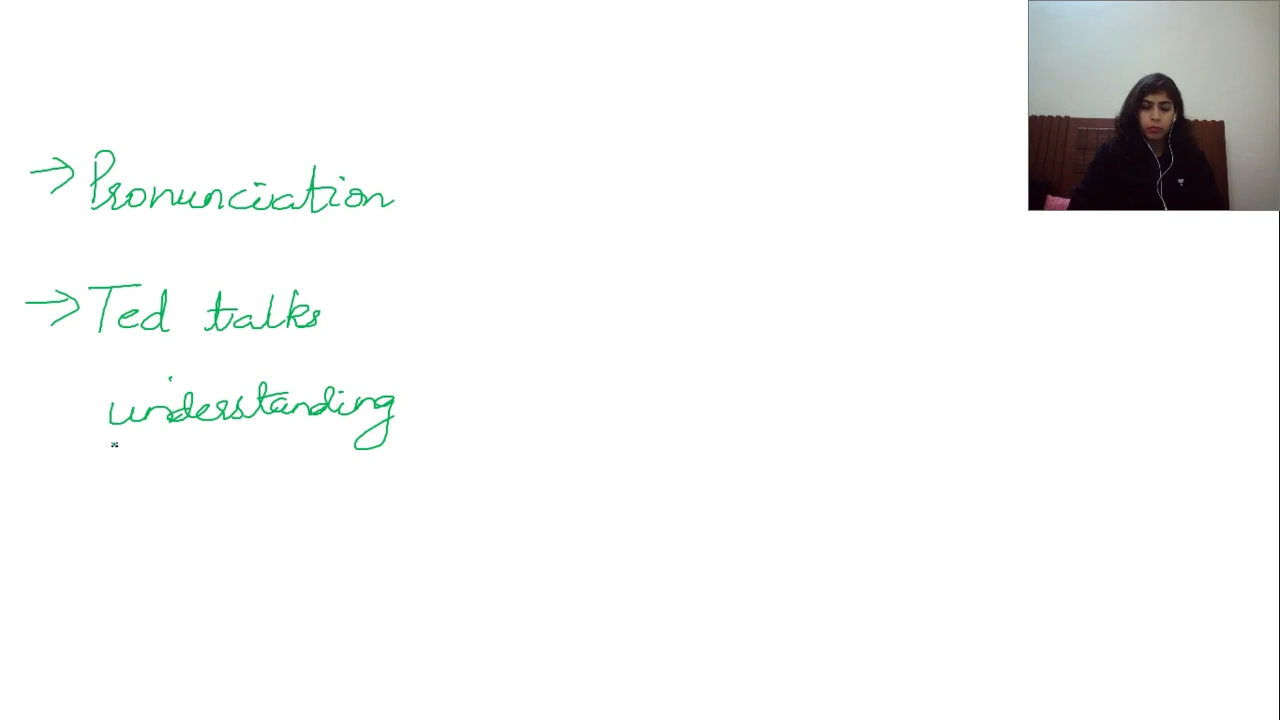 → Pronunciation
→ Ted talks
understanding